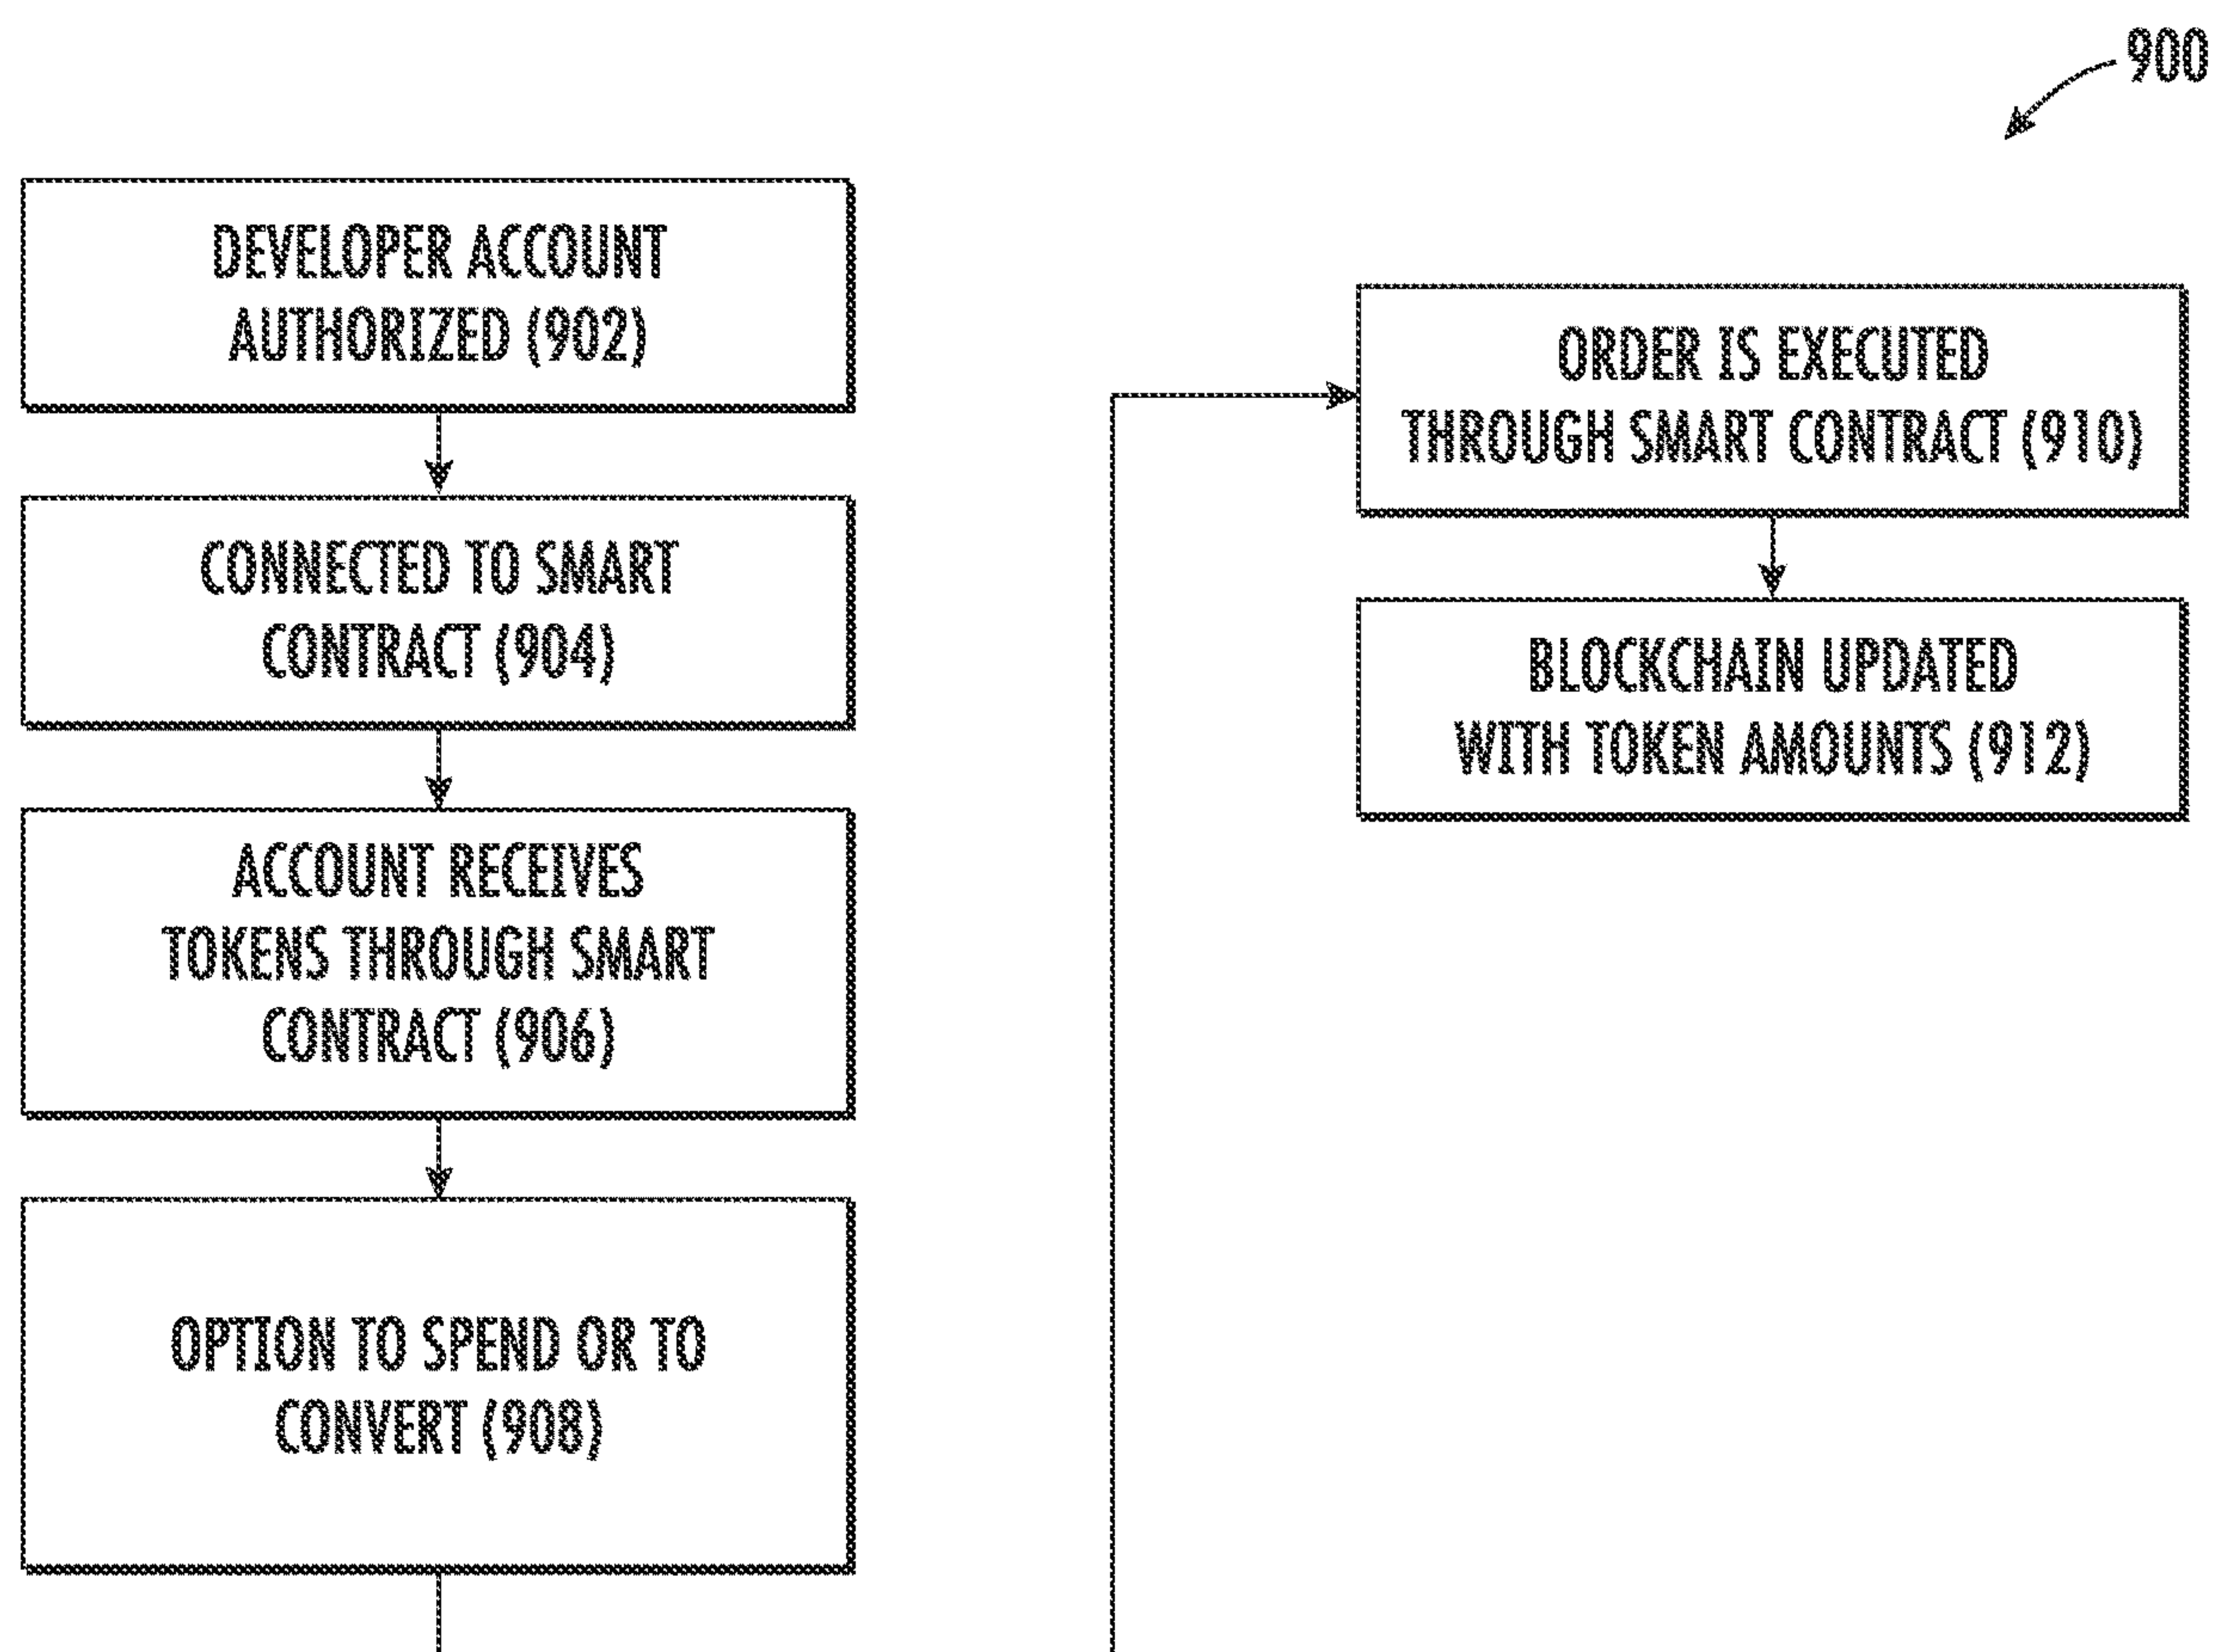 900
DEVELOPER ACCOUNT
AUTHORIZED (902)
CONNECTED TO SMART
CONTRACT (904)
ACCOUNT RECEIVES
TOKENS THROUGH SMART
CONTRACT (906)
OPTION TO SPEND OR TO
CONVERT (908)
ORDER IS EXECUTED
THROUGH SMART CONTRACT (910)
BLOCKCHAIN UPDATED
WITH TOKEN AMOUNTS (912)